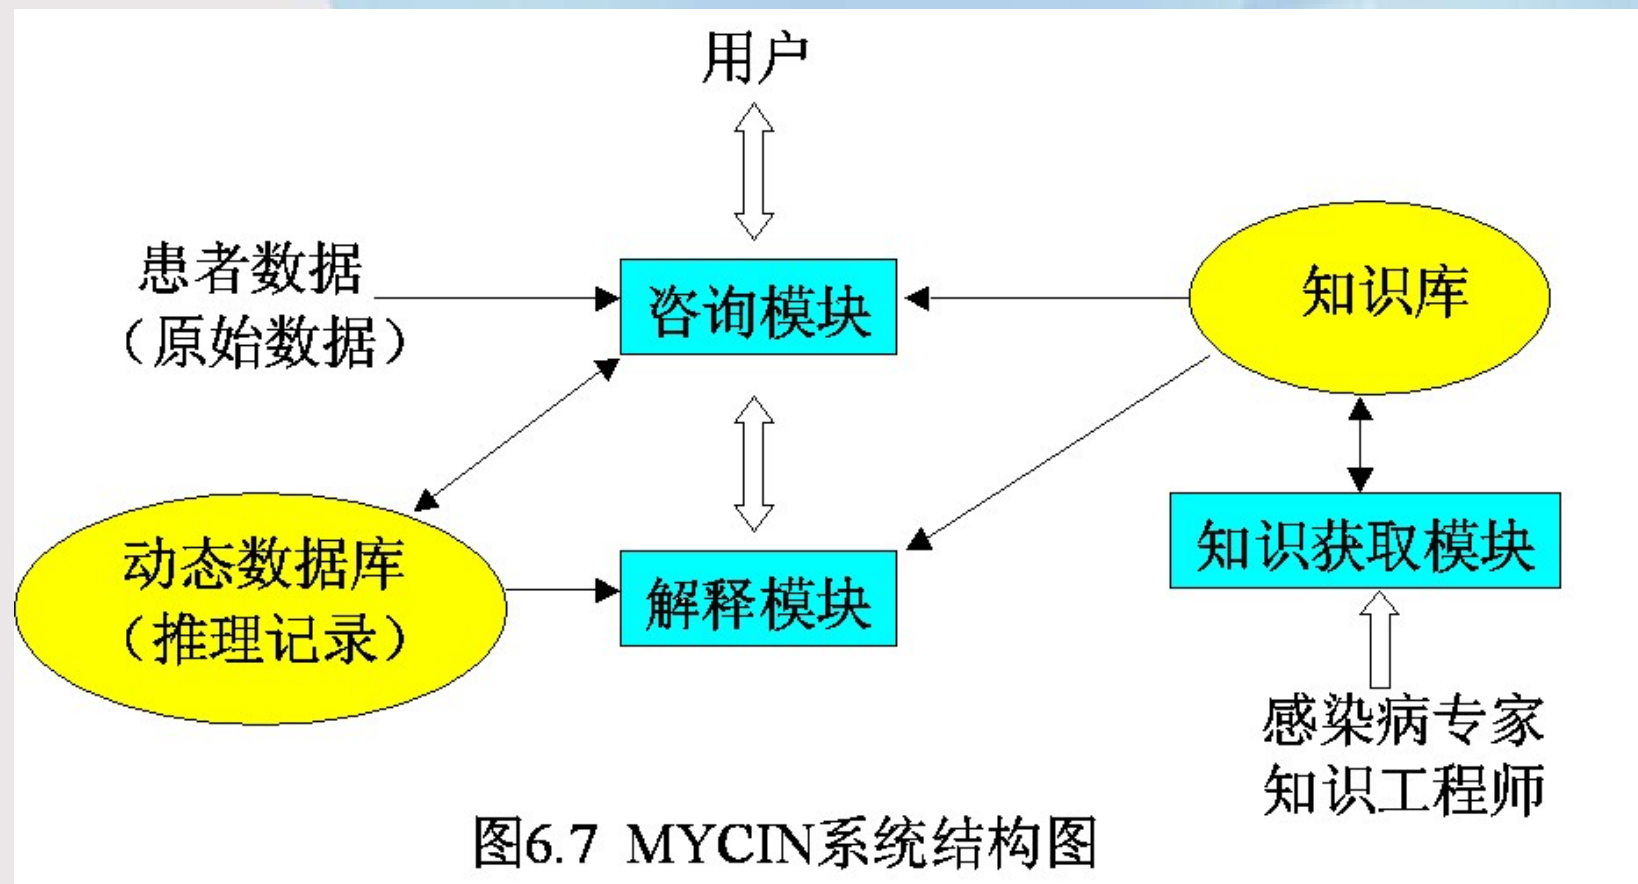 用户
患者数据
（原始数据）
咨询模块
知识库
动态数据库
（推理记录）
解释模块
知识获取模块
感染病专家
知识工程师
图6.7 MYCIN系统结构图